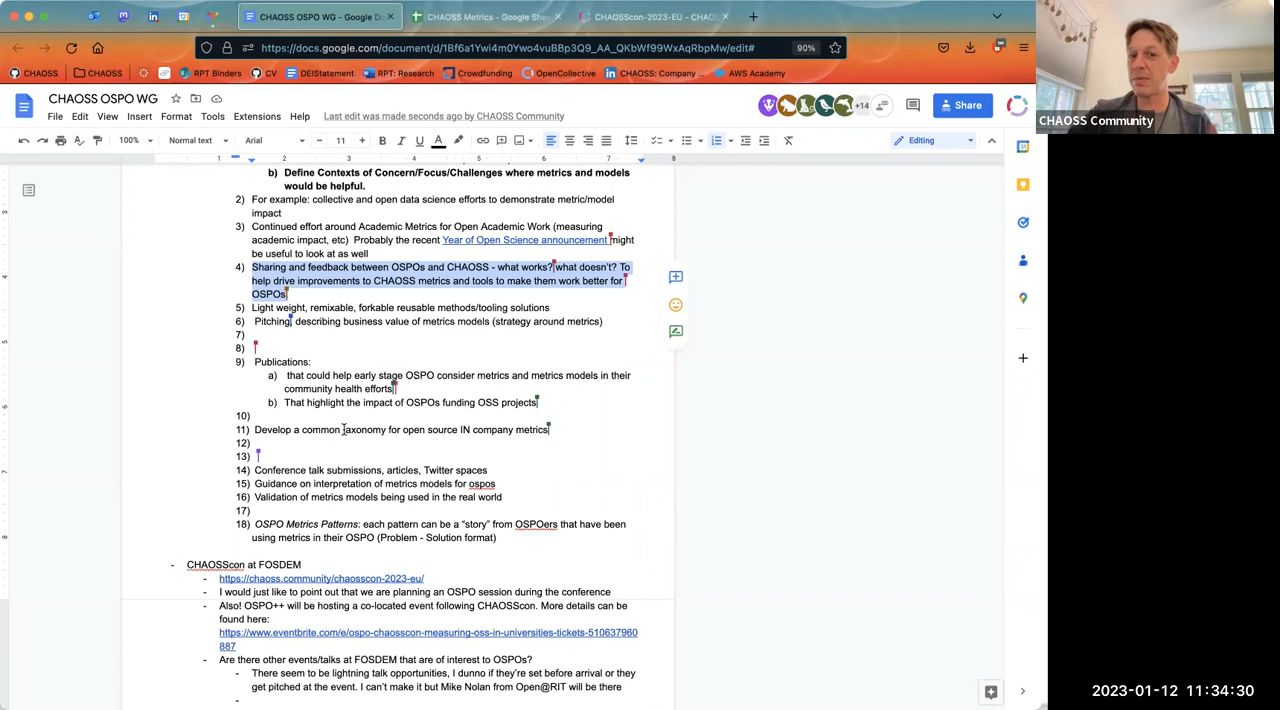 CHAOSS OSPO WG - Google Do
CHAOSS Metrics - Google She
CHAOSScon-2023-EU - CHAO
https://docs.google.com/document/d/1Bf6a1Ywi4m0Ywo4vuBBp3Q9_AA_QKbWf99WxAqRbpMw/edit#
90%
CHAOSS
CHAOSS
RPT Binders
CV
DEIStatement
RPT: Research
Crowdfunding
OpenCollective
CHAOSS: Company ...
AWS Academy
CHAOSS OSPO WG
+14
Share
File Edit View Insert Format Tools Extensions Help Last edit was made seconds ago by CHAOSS Community
100% Normal text Arial 11 Editing
1 2 3 4 5 6 7 8
b) Define Contexts of Concern/Focus/Challenges where metrics and models
would be helpful.
2) For example: collective and open data science efforts to demonstrate metric/model
impact
3) Continued effort around Academic Metrics for Open Academic Work (measuring
academic impact, etc) Probably the recent Year of Open Science announcement might
be useful to look at as well
4) Sharing and feedback between OSPOs and CHAOSS - what works? what doesn't? To
help drive improvements to CHAOSS metrics and tools to make them work better for
OSPOs
5) Light weight, remixable, forkable reusable methods/tooling solutions
6) Pitching, describing business value of metrics models (strategy around metrics)
7)
8)
9) Publications:
a) that could help early stage OSPO consider metrics and metrics models in their
community health efforts
b) That highlight the impact of OSPOs funding OSS projects
10)
11) Develop a common taxonomy for open source IN company metrics
12)
13)
14) Conference talk submissions, articles, Twitter spaces
15) Guidance on interpretation of metrics models for ospos
16) Validation of metrics models being used in the real world
17)
18) OSPO Metrics Patterns: each pattern can be a “story” from OSPOers that have been
using metrics in their OSPO (Problem - Solution format)
- CHAOSScon at FOSDEM
- https://chaoss.community/chaosscon-2023-eu/
- I would just like to point out that we are planning an OSPO session during the conference
- Also! OSPO++ will be hosting a co-located event following CHAOSScon. More details can be
found here:
https://www.eventbrite.com/e/ospo-chaosscon-measuring-oss-in-universities-tickets-510637960
887
- Are there other events/talks at FOSDEM that are of interest to OSPOs?
- There seem to be lightning talk opportunities, I dunno if they're set before arrival or they
get pitched at the event. I can't make it but Mike Nolan from Open@RIT will be there
-
CHAOSS Community
2023-01-12 11:34:30